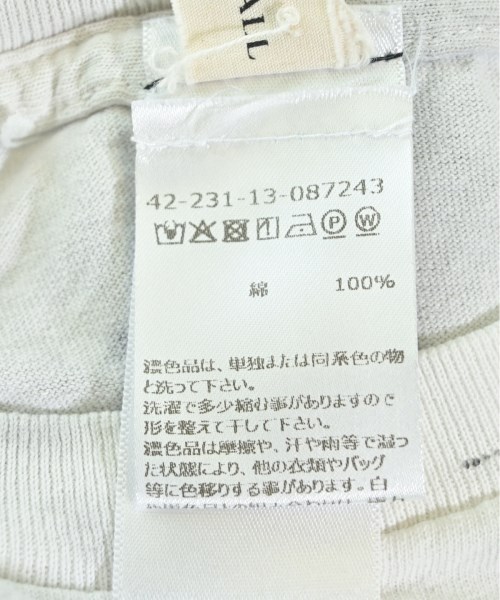 ALL
42-231-13-087243
P W
綿 100%
濃色品は、単独または同系色の物
と洗って下さい。
洗濯で多少縮む事がありますので
形を整えて干して下さい。
濃色品は摩擦や、汗や雨等で湿っ
た状態により、他の衣類やバッグ
等に色移りする事があります。白